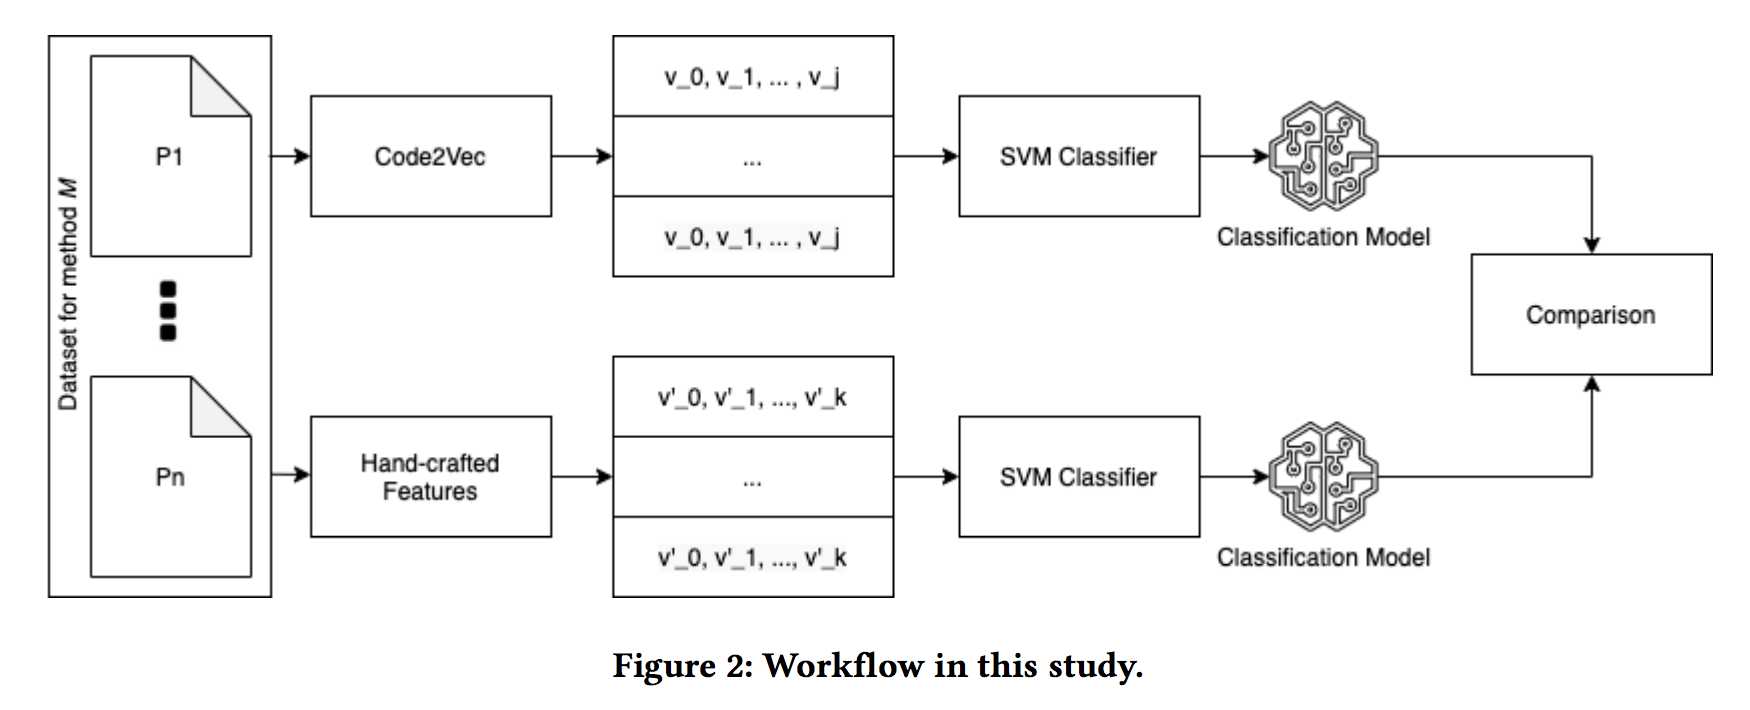 Dataset for method M
P1
Pn
Code2Vec
v_0, v_1, ... , v_j
...
v_0, v_1, ... , v_j
SVM Classifier
Classification Model
Hand-crafted
Features
v'_0, v'_1, ..., v'_k
...
v'_0, v'_1, ..., v'_k
SVM Classifier
Classification Model
Comparison
Figure 2: Workflow in this study.